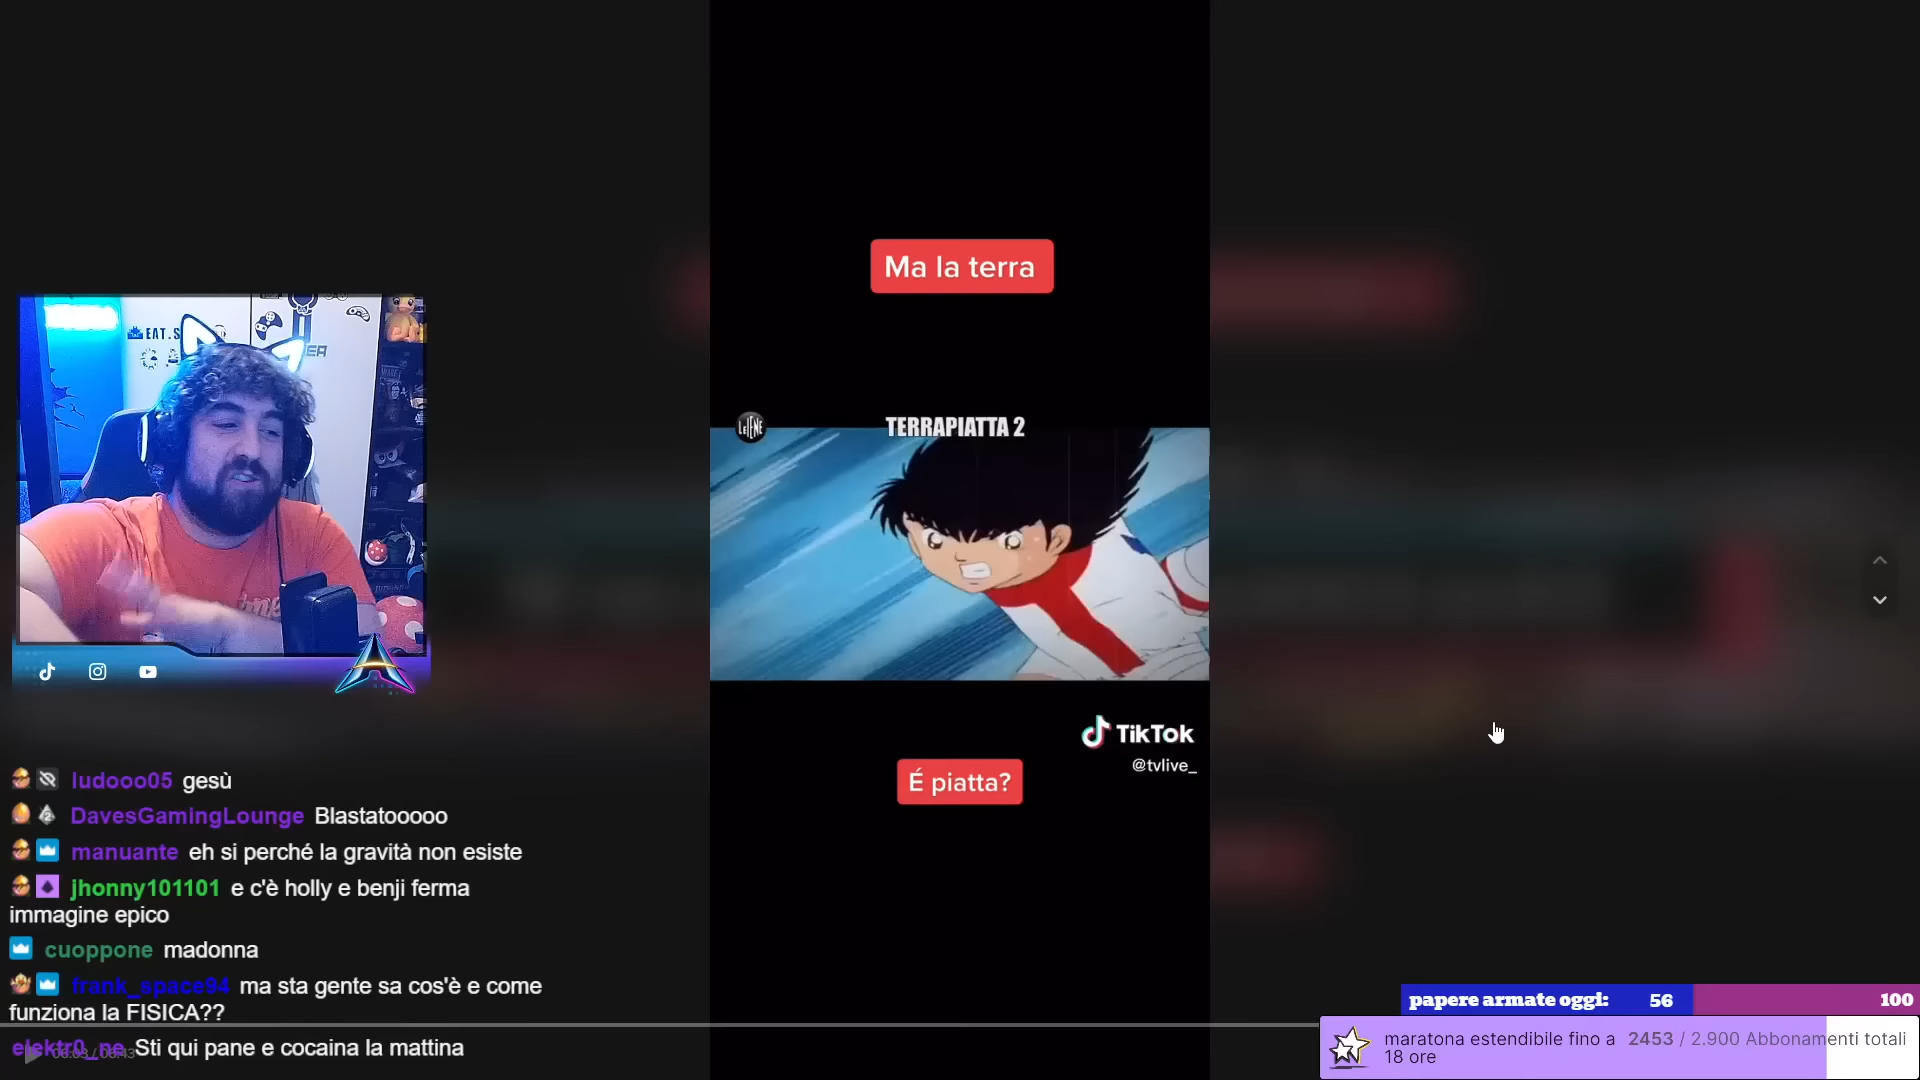 Ma la terra
EAT.S
LeIENE
TERRAPIATTA 2
TikTok
@tvlive_
É piatta?
ludooo05 gesù
DavesGamingLounge Blastatooooo
manuante eh si perché la gravità non esiste
jhonny101101 e c'è holly e benji ferma
immagine epico
cuoppone madonna
frank_space94 ma sta gente sa cos'è e come
funziona la FISICA??
elektr0_ne Sti qui pane e cocaina la mattina
papere armate oggi: 56 100
maratona estendibile fino a 2453 / 2.900 Abbonamenti totali
18 ore